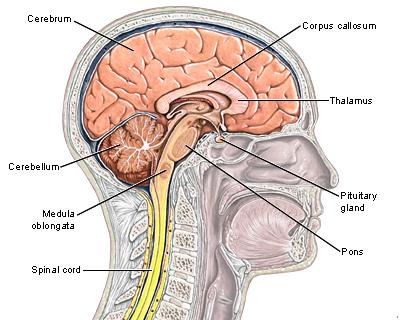 Cerebrum
Corpus callosum
Thalamus
Cerebellum
Pituitary
gland
Medula
oblongata
Pons
Spinal cord